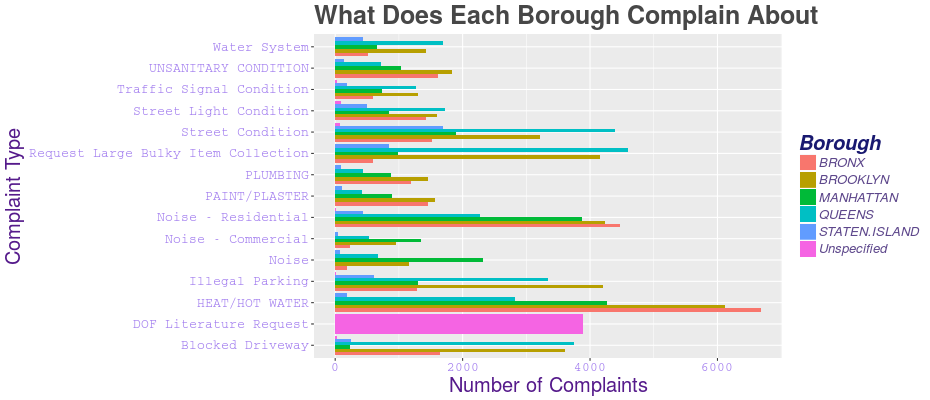 What Does Each Borough Complain About
Complaint Type
Water System
UNSANITARY CONDITION
Traffic Signal Condition
Street Light Condition
Street Condition
Request Large Bulky Item Collection
PLUMBING
PAINT/PLASTER
Noise - Residential
Noise - Commercial
Noise
Illegal Parking
HEAT/HOT WATER
DOF Literature Request
Blocked Driveway
0 2000 4000 6000
Number of Complaints
Borough
BRONX
BROOKLYN
MANHATTAN
QUEENS
STATEN.ISLAND
Unspecified